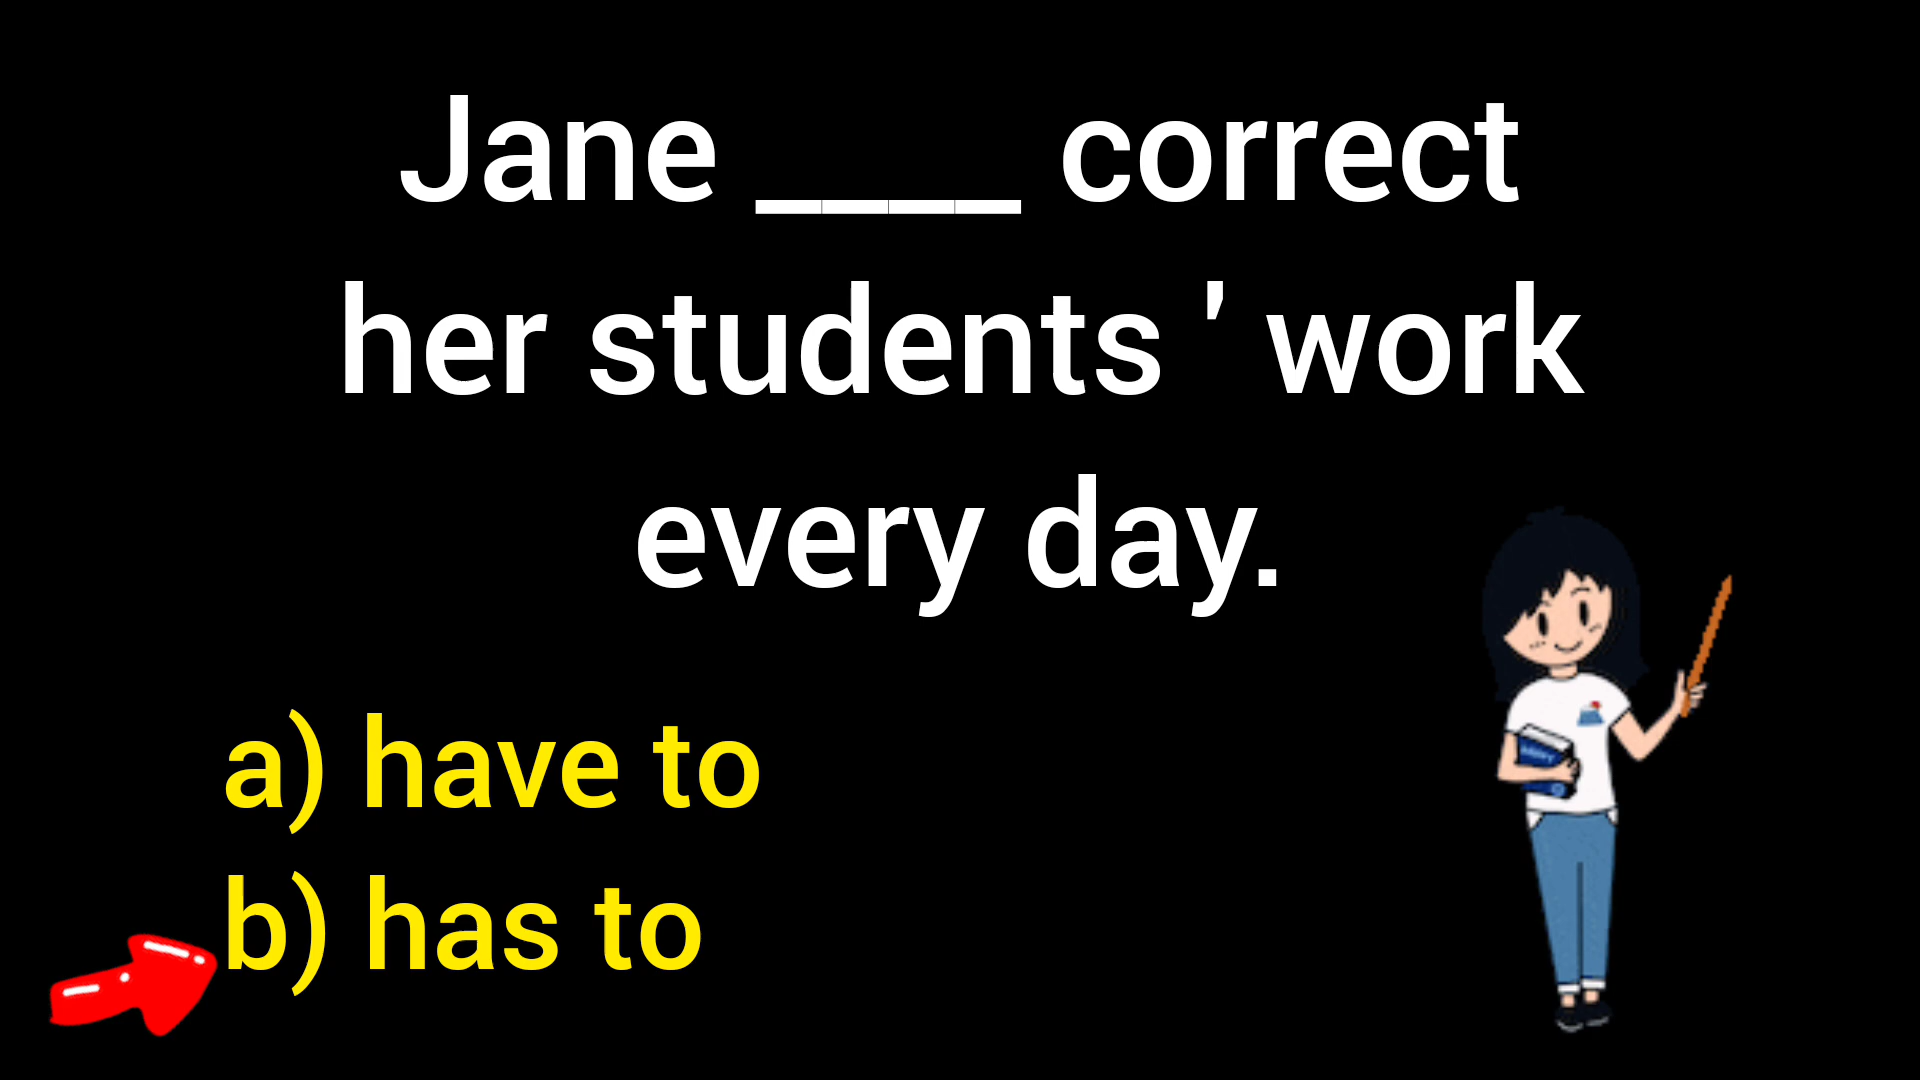 Jane ____ correct
her students ' work
every day.
a) have to
b) has to